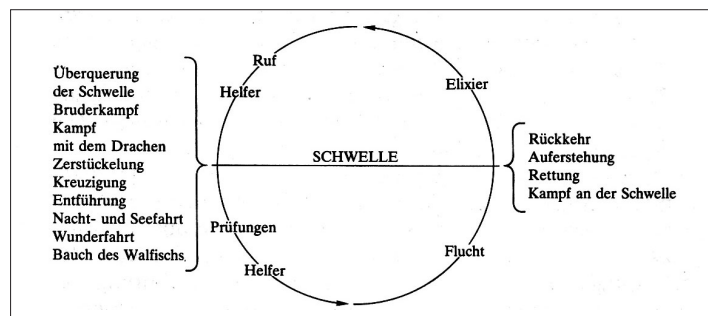 Überquerung
der Schwelle
Bruderkampf
Kampf
mit dem Drachen
Zerstückelung
Kreuzigung
Entführung
Nacht- und Seefahrt
Wunderfahrt
Bauch des Walfischs
Ruf
Helfer
Elixier
SCHWELLE
Rückkehr
Auferstehung
Rettung
Kampf an der Schwelle
Prüfungen
Helfer
Flucht